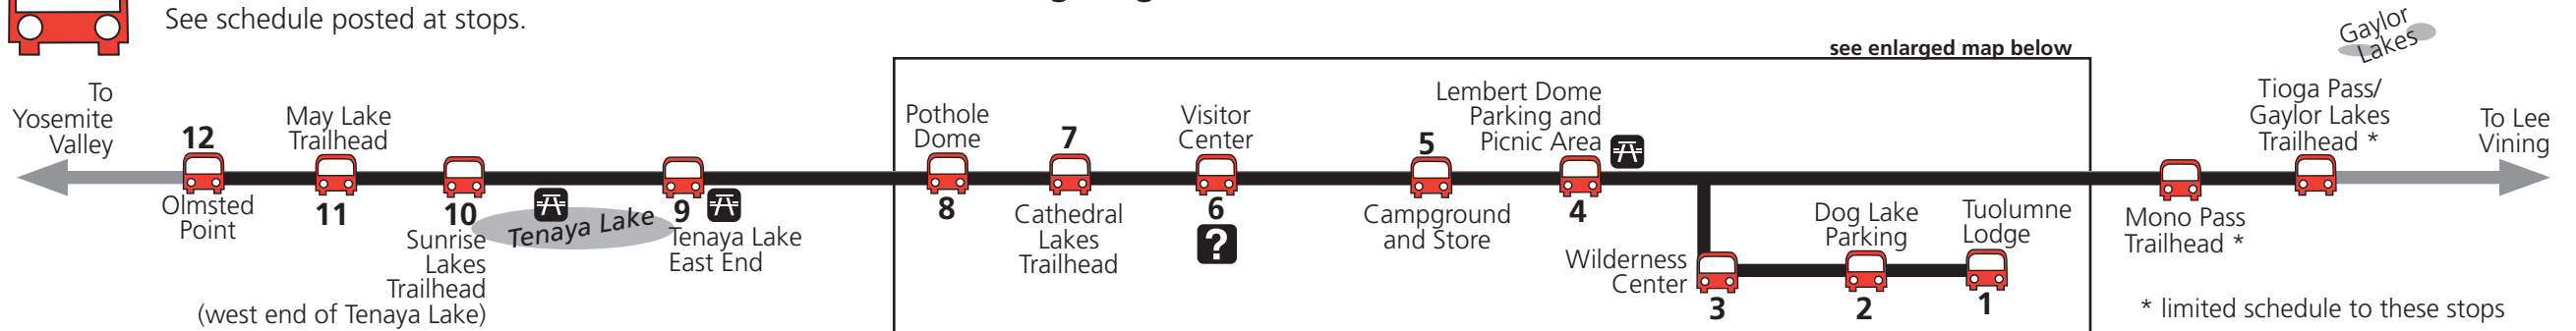 See schedule posted at stops.
see enlarged map below
Gaylor
Lakes
To
Yosemite
Valley
12
Olmsted
Point
May Lake
Trailhead
11
10
Sunrise
Lakes
Trailhead
(west end of Tenaya Lake)
Tenaya Lake
9
Tenaya Lake
East End
Pothole
Dome
8
7
Cathedral
Lakes
Trailhead
Visitor
Center
6
?
5
Campground
and Store
Lembert Dome
Parking and
Picnic Area
4
Wilderness
Center
3
Dog Lake
Parking
2
Tuolumne
Lodge
1
Mono Pass
Trailhead *
Tioga Pass/
Gaylor Lakes
Trailhead *
To Lee
Vining
* limited schedule to these stops